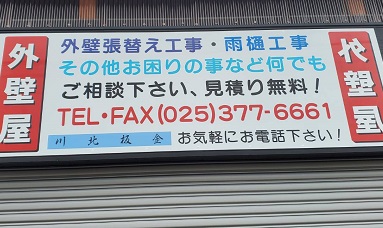 外壁屋
外壁張替え工事・雨樋工事
その他お困りの事など何でも
ご相談下さい、見積り無料!
TEL・FAX(025)377-6661
川北板金 お気軽にお電話下さい!